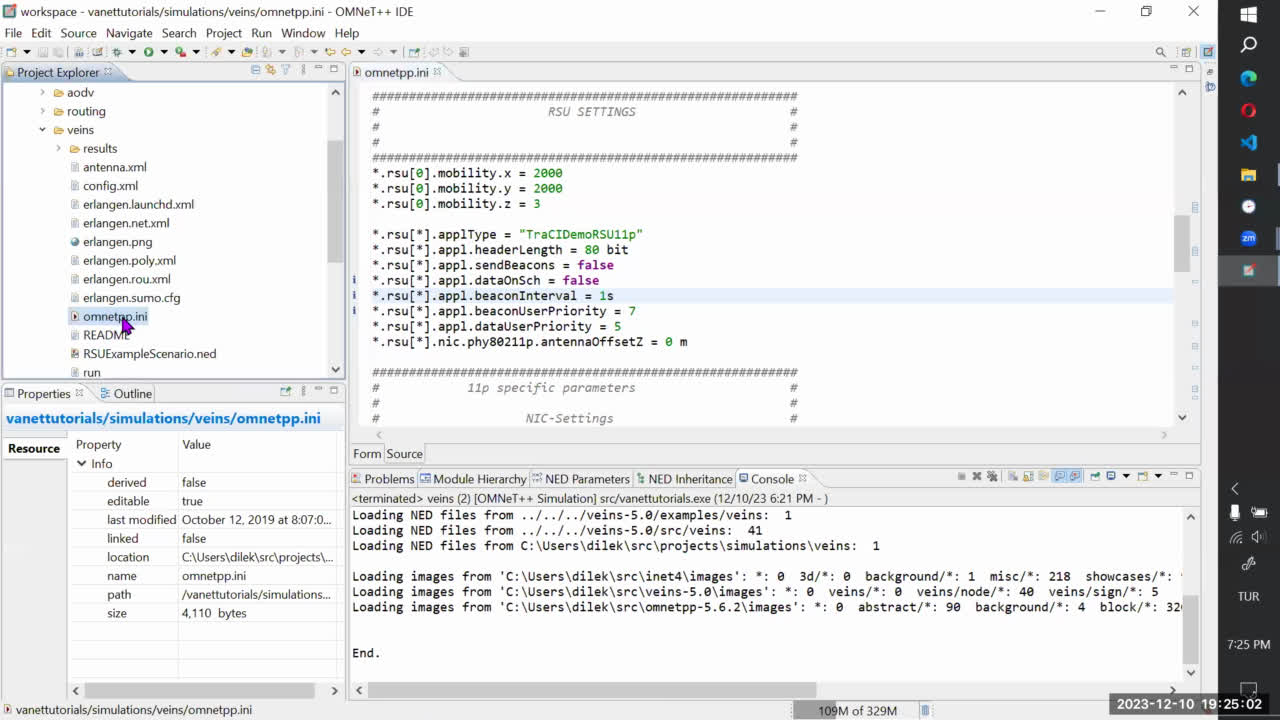 workspace - vanettutorials/simulations/veins/omnetpp.ini - OMNeT++ IDE
File Edit Source Navigate Search Project Run Window Help
Project Explorer
aodv
routing
veins
results
antenna.xml
config.xml
erlangen.launchd.xml
erlangen.net.xml
erlangen.png
erlangen.poly.xml
erlangen.rou.xml
erlangen.sumo.cfg
omnetpp.ini
README
RSUExampleScenario.ned
run
omnetpp.ini
##########################################################
# RSU SETTINGS #
# #
# #
##########################################################
*.rsu[0].mobility.x = 2000
*.rsu[0].mobility.y = 2000
*.rsu[0].mobility.z = 3
*.rsu[*].applType = "TraCIDemoRSU11p"
*.rsu[*].appl.headerLength = 80 bit
*.rsu[*].appl.sendBeacons = false
*.rsu[*].appl.dataOnSch = false
*.rsu[*].appl.beaconInterval = 1s
*.rsu[*].appl.beaconUserPriority = 7
*.rsu[*].appl.dataUserPriority = 5
*.rsu[*].nic.phy80211p.antennaOffsetZ = 0 m
##########################################################
# 11p specific parameters #
# #
# NIC-Settings #
Form Source
Properties Outline
vanettutorials/simulations/veins/omnetpp.ini
Resource
Property Value
Info
derived false
editable true
last modified October 12, 2019 at 8:07:0...
linked false
location C:\Users\dilek\src\projects\...
name omnetpp.ini
path /vanettutorials/simulations...
size 4,110 bytes
Problems Module Hierarchy NED Parameters NED Inheritance Console
<terminated> veins (2) [OMNeT++ Simulation] src/vanettutorials.exe (12/10/23 6:21 PM - )
Loading NED files from ../../../veins-5.0/examples/veins: 1
Loading NED files from ../../../veins-5.0/src/veins: 41
Loading NED files from C:\Users\dilek\src\projects\simulations\veins: 1
Loading images from 'C:\Users\dilek\src\inet4\images': *: 0 3d/*: 0 background/*: 1 misc/*: 218 showcases/*:
Loading images from 'C:\Users\dilek\src\veins-5.0\images': *: 0 veins/*: 0 veins/node/*: 40 veins/sign/*: 5
Loading images from 'C:\Users\dilek\src\omnetpp-5.6.2\images': *: 0 abstract/*: 90 background/*: 4 block/*: 320
End.
vanettutorials/simulations/veins/omnetpp.ini
109M of 329M
zm
TUR
7:25 PM
2023-12-10 19:25:02